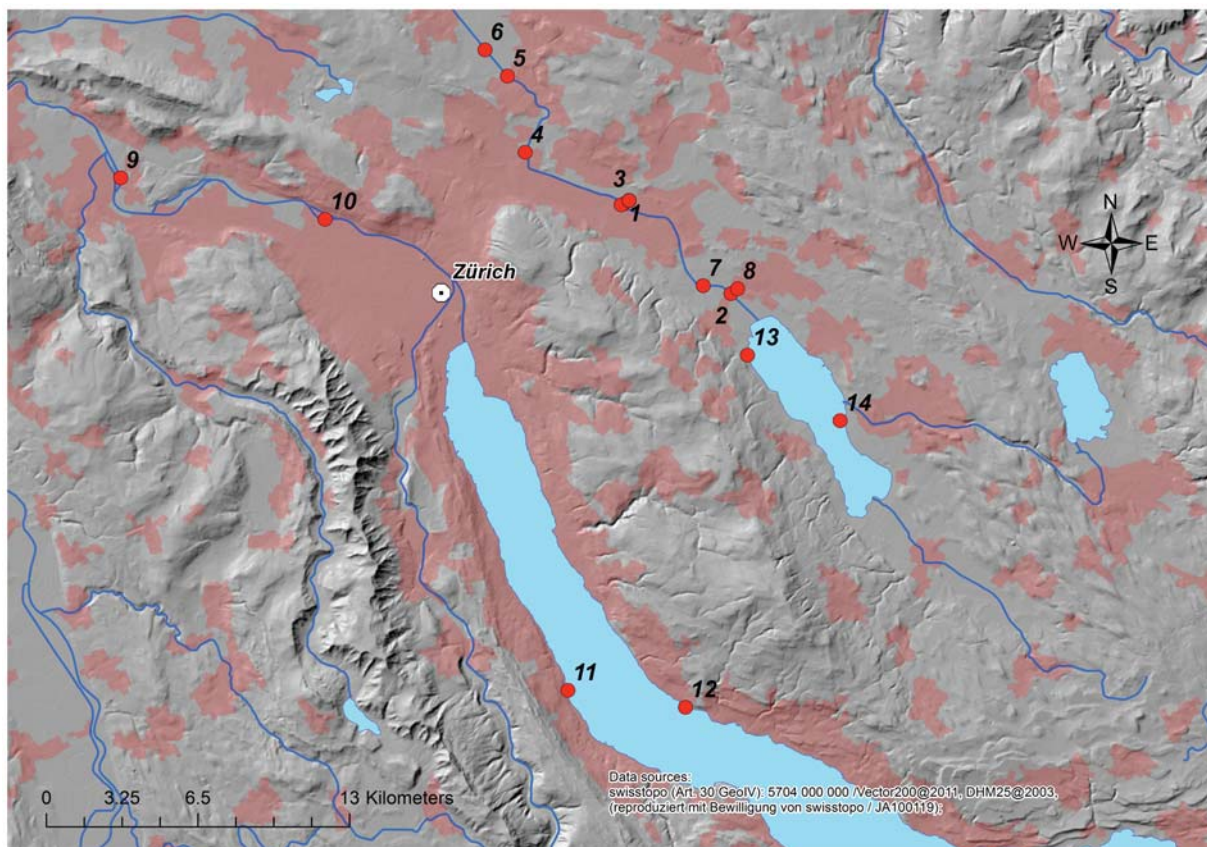 6
5
4
9
3
10
1
N
W E
S
Zürich
7 8
2
13
14
11
12
Data sources:
swisstopo (Art. 30 GeoIV): 5704 000 000 /Vector200@2011, DHM25@2003,
(reproduziert mit Bewilligung von swisstopo / JA100119);
0 3.25 6.5 13 Kilometers